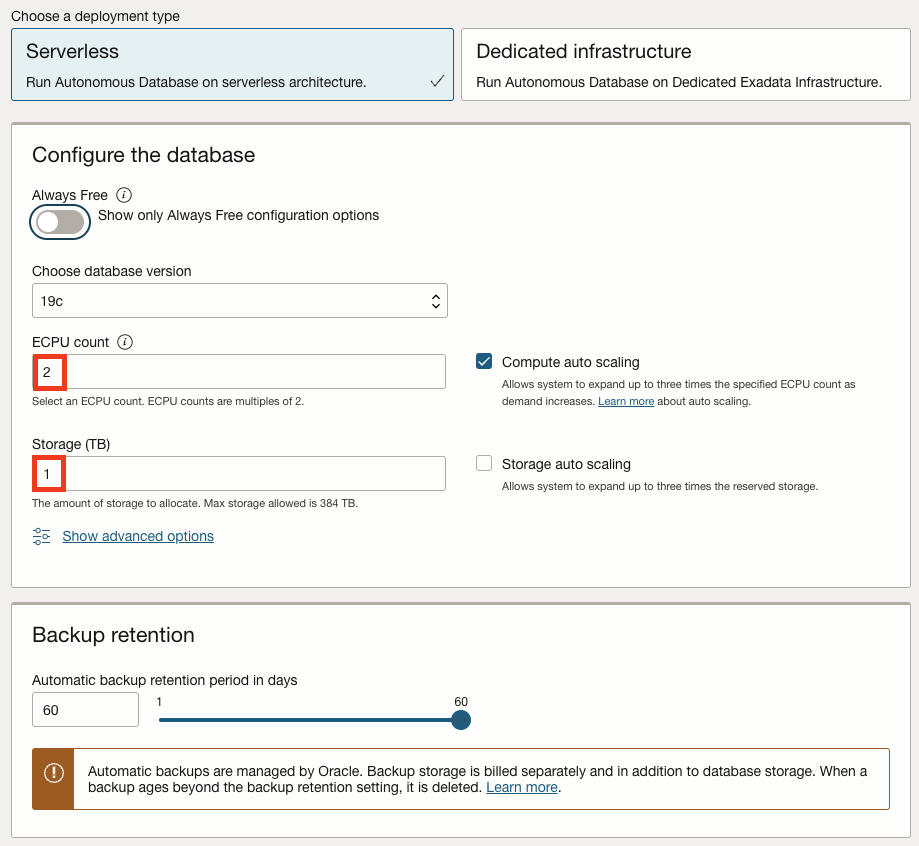 Choose a deployment type
Serverless
Run Autonomous Database on serverless architecture.
Dedicated infrastructure
Run Autonomous Database on Dedicated Exadata Infrastructure.
Configure the database
Always Free
Show only Always Free configuration options
Choose database version
19c
ECPU count
2
Select an ECPU count. ECPU counts are multiples of 2.
Compute auto scaling
Allows system to expand up to three times the specified ECPU count as
demand increases. Learn more about auto scaling.
Storage (TB)
1
The amount of storage to allocate. Max storage allowed is 384 TB.
Storage auto scaling
Allows system to expand up to three times the reserved storage.
Show advanced options
Backup retention
Automatic backup retention period in days
60
1 60
Automatic backups are managed by Oracle. Backup storage is billed separately and in addition to database storage. When a
backup ages beyond the backup retention setting, it is deleted. Learn more.